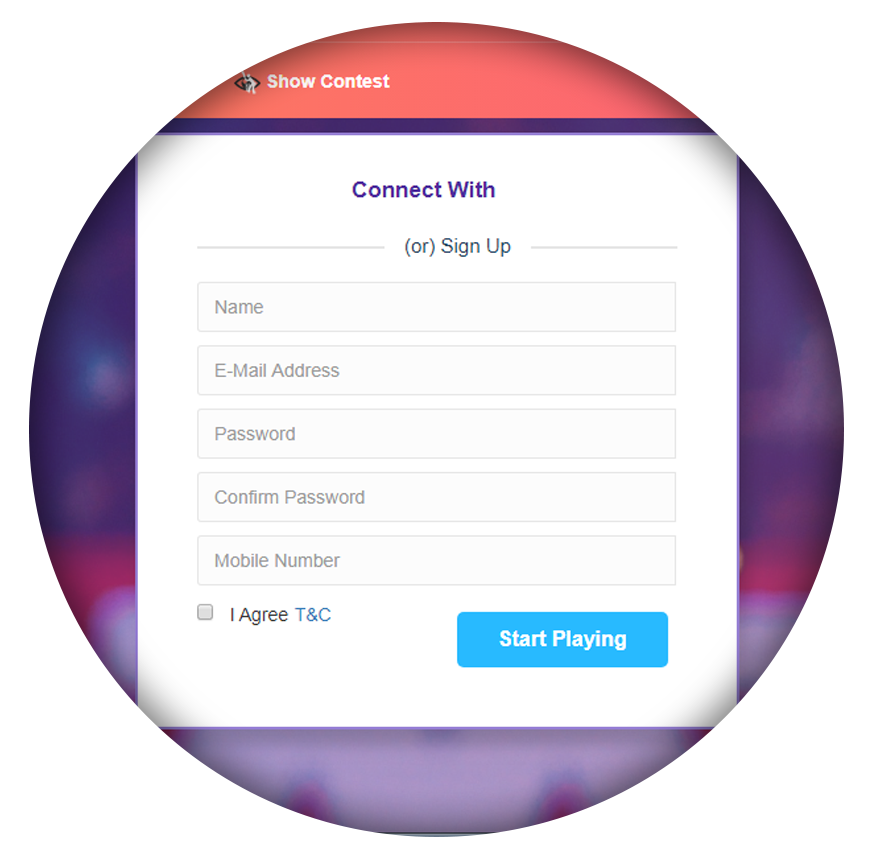 Show Contest
Connect With
(or) Sign Up
Name
E-Mail Address
Password
Confirm Password
Mobile Number
I Agree T&C
Start Playing